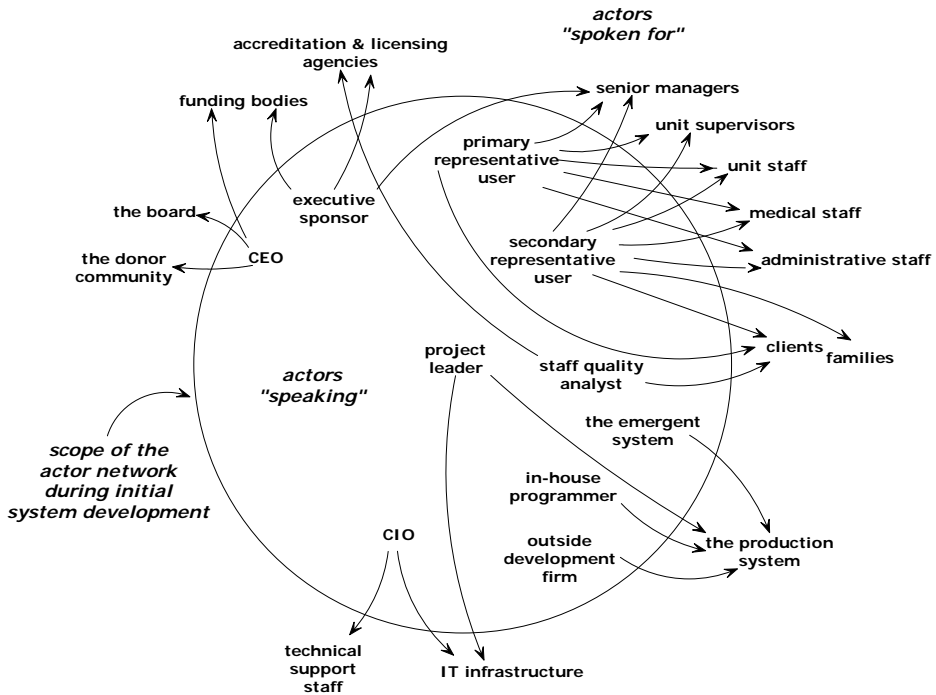 actors
"spoken for"
accreditation & licensing
agencies
funding bodies
senior managers
unit supervisors
primary
representative
user
unit staff
executive
sponsor
the board
medical staff
CEO
the donor
community
secondary
representative
user
administrative staff
project
leader
clients
families
staff quality
analyst
actors
"speaking"
the emergent
system
scope of the
actor network
during initial
system development
in-house
programmer
CIO
outside
development
firm
the production
system
technical
support
staff
IT infrastructure